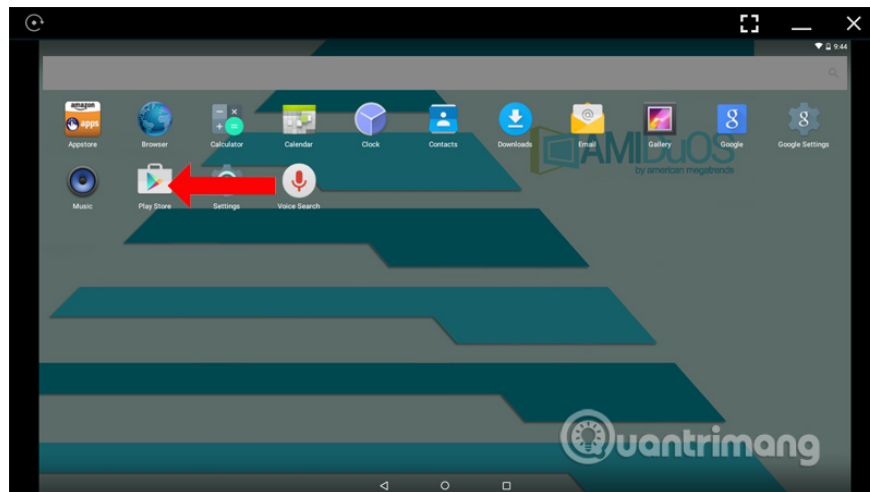 9:44
amazon
apps
Appstore
Browser
Calculator
Calendar
Clock
Contacts
Downloads
Email
Gallery
Google
Google Settings
AMIDuOS
by american megatrends
Music
Play Store
Settings
Voice Search
Quantrimang